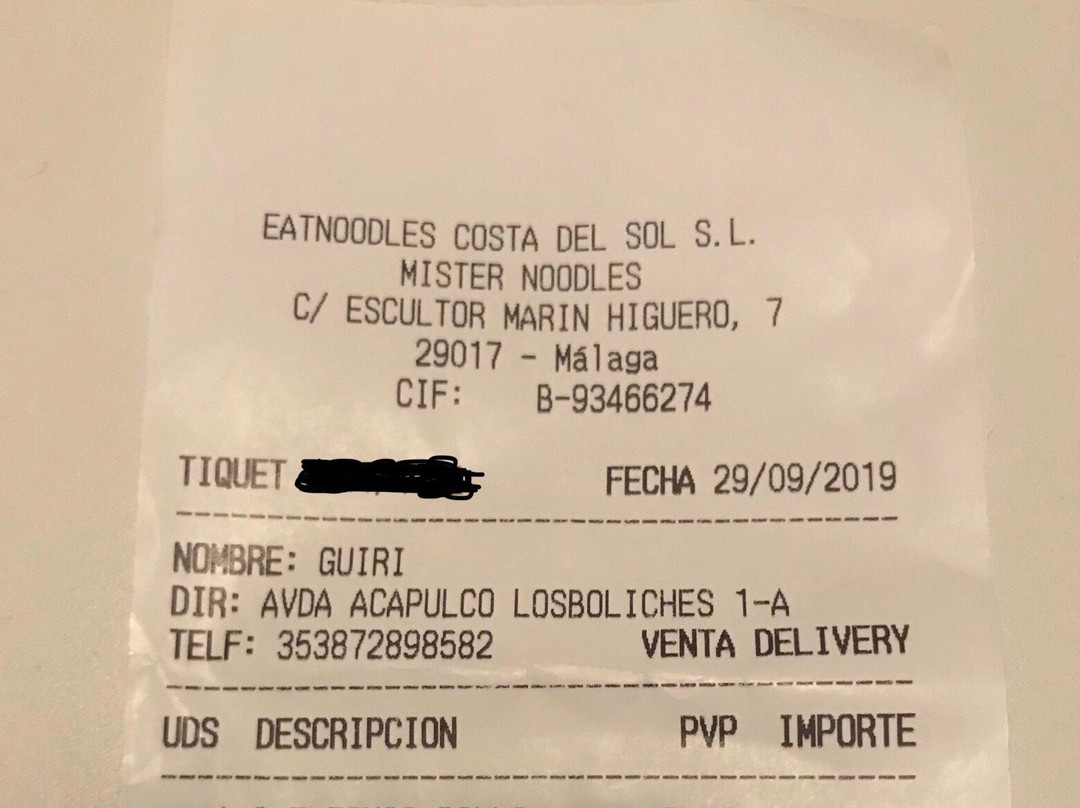 EATNOODLES COSTA DEL SOL S.L.
MISTER NOODLES
C/ ESCULTOR MARIN HIGUERO, 7
29017 - Málaga
CIF: B-93466274
TIQUET FECHA 29/09/2019
NOMBRE: GUIRI
DIR: AVDA ACAPULCO LOSBOLICHES 1-A
TELF: 353872898582 VENTA DELIVERY
UDS DESCRIPCION PVP IMPORTE